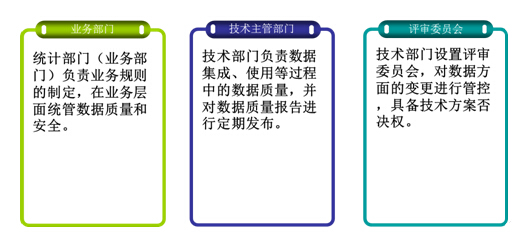 业务部门
统计部门（业务部
门）负责业务规则
的制定，在业务层
面统管数据质量和
安全。
技术主管部门
技术部门负责数据
集成、使用等过程
中的数据质量，并
对数据质量报告进
行定期发布。
评审委员会
技术部门设置评审
委员会，对数据方
面的变更进行管控
，具备技术方案否
决权。